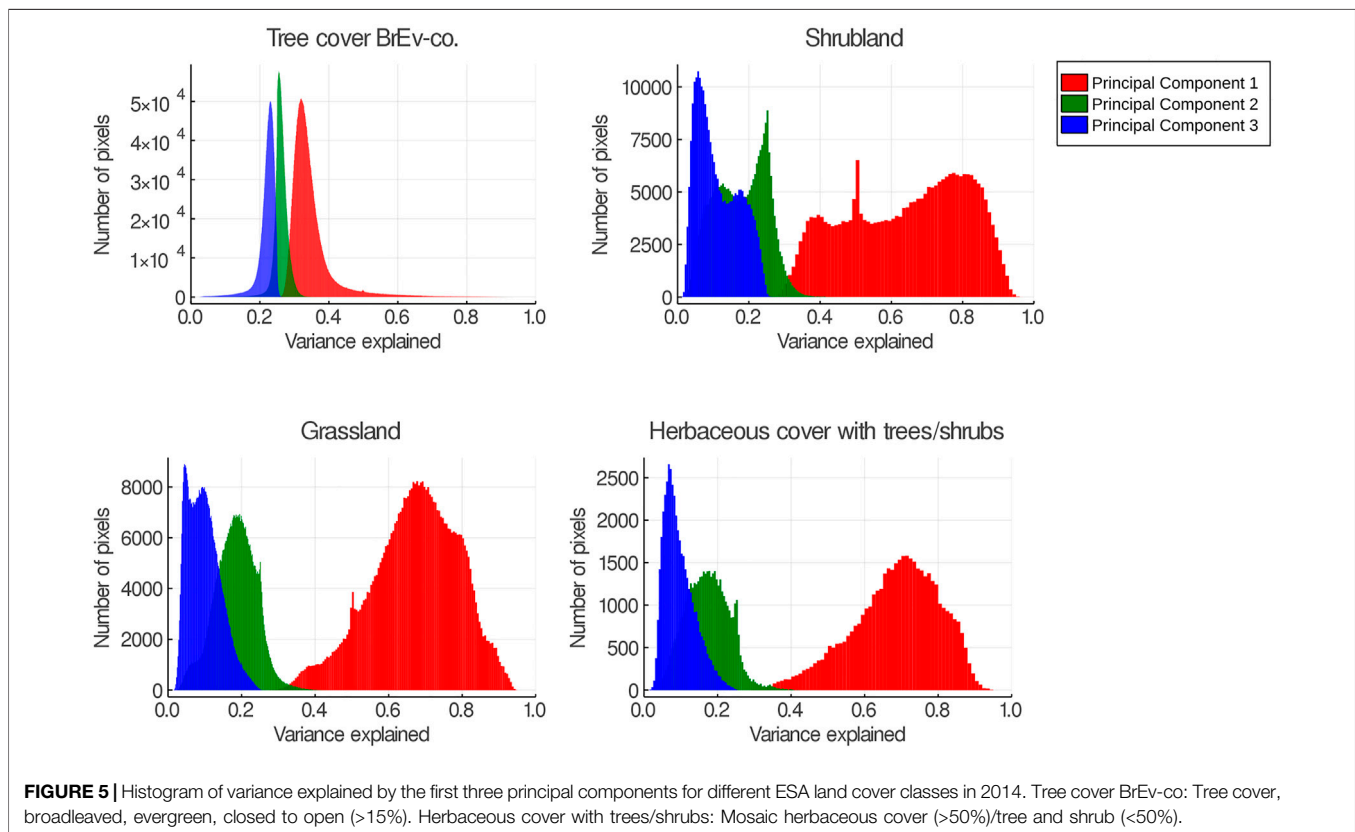 Tree cover BrEv-co.
Number of pixels
5×10 4
4×10 4
3×10 4
2×10 4
1×10 4
0
0.0 0.2 0.4 0.6 0.8 1.0
Variance explained
Shrubland
Number of pixels
10000
7500
5000
2500
0
0.0 0.2 0.4 0.6 0.8 1.0
Variance explained
Principal Component 1
Principal Component 2
Principal Component 3
Grassland
Number of pixels
8000
6000
4000
2000
0
0.0 0.2 0.4 0.6 0.8 1.0
Variance explained
Herbaceous cover with trees/shrubs
Number of pixels
2500
2000
1500
1000
500
0
0.0 0.2 0.4 0.6 0.8 1.0
Variance explained
FIGURE 5 | Histogram of variance explained by the first three principal components for different ESA land cover classes in 2014. Tree cover BrEv-co: Tree cover,
broadleaved, evergreen, closed to open (>15%). Herbaceous cover with trees/shrubs: Mosaic herbaceous cover (>50%)/tree and shrub (<50%).